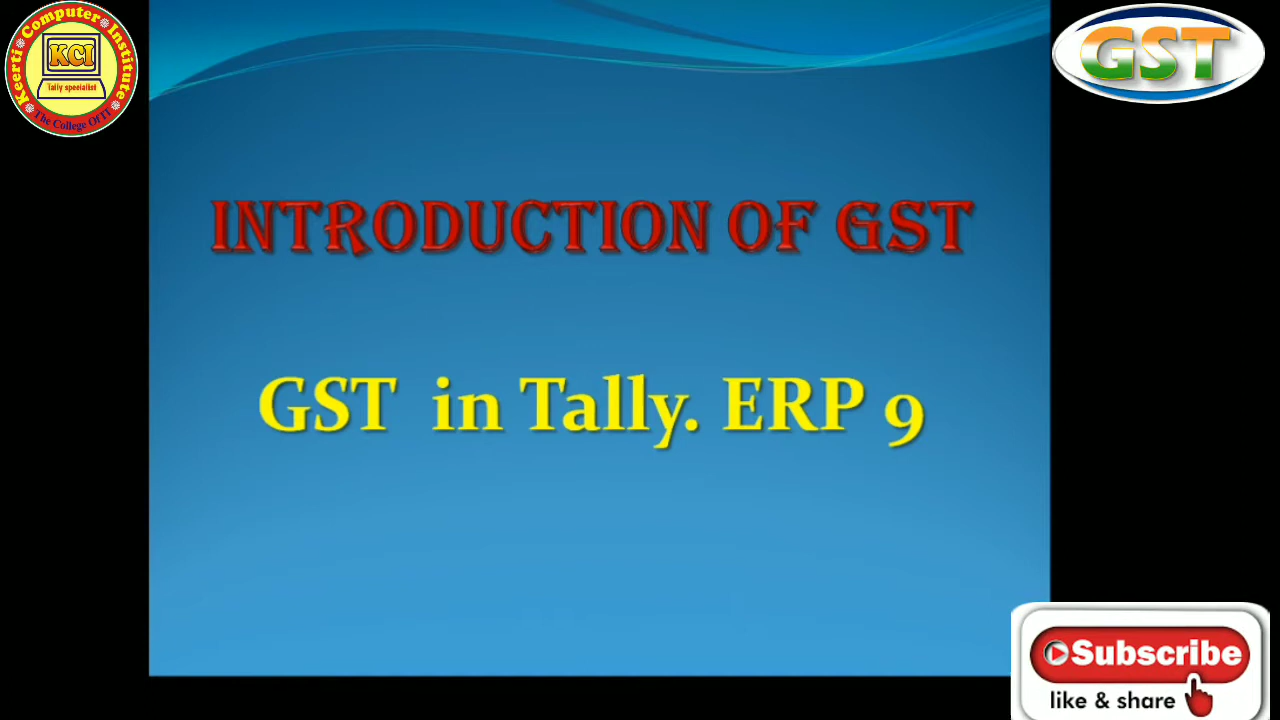 Keerti Computer Institute
KCI
Tally specialist
The College Of IT
GST
INTRODUCTION OF GST
GST in Tally. ERP 9
Subscribe
like & share